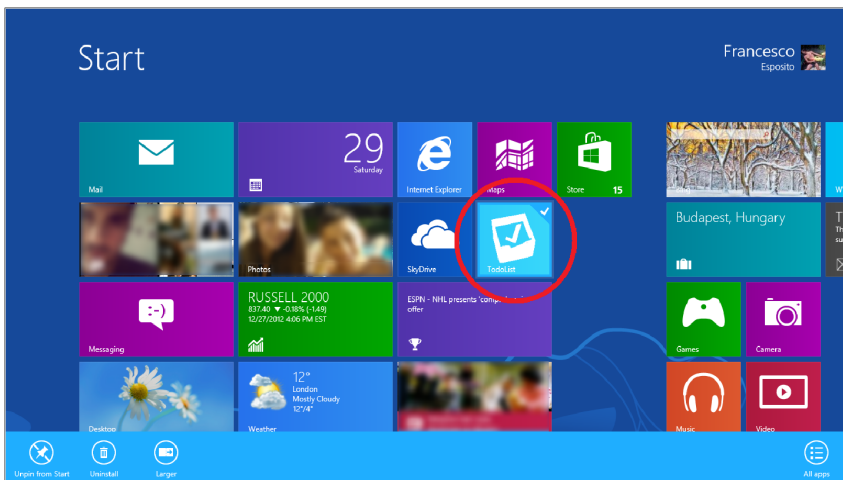 Start
Francesco
Esposito
Mail
29
Saturday
Internet Explorer
Maps
Store
15
Budapest, Hungary
Photos
SkyDrive
TodoList
Messaging
RUSSELL 2000
837.40 ▼ -0.18% (-1.49)
12/27/2012 4:06 PM EST
ESPN - NHL presents
offer
Games
Camera
Desktop
12°
London
Mostly Cloudy
12°/4°
Weather
Music
Video
Unpin from Start
Uninstall
Larger
All apps